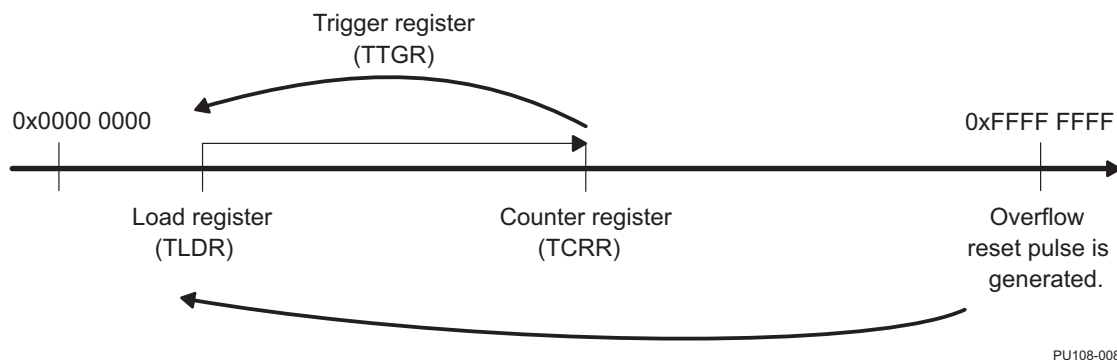 Trigger register
(TTGR)
0x0000 0000
0xFFFF FFFF
Load register
(TLDR)
Counter register
(TCRR)
Overflow
reset pulse is
generated.